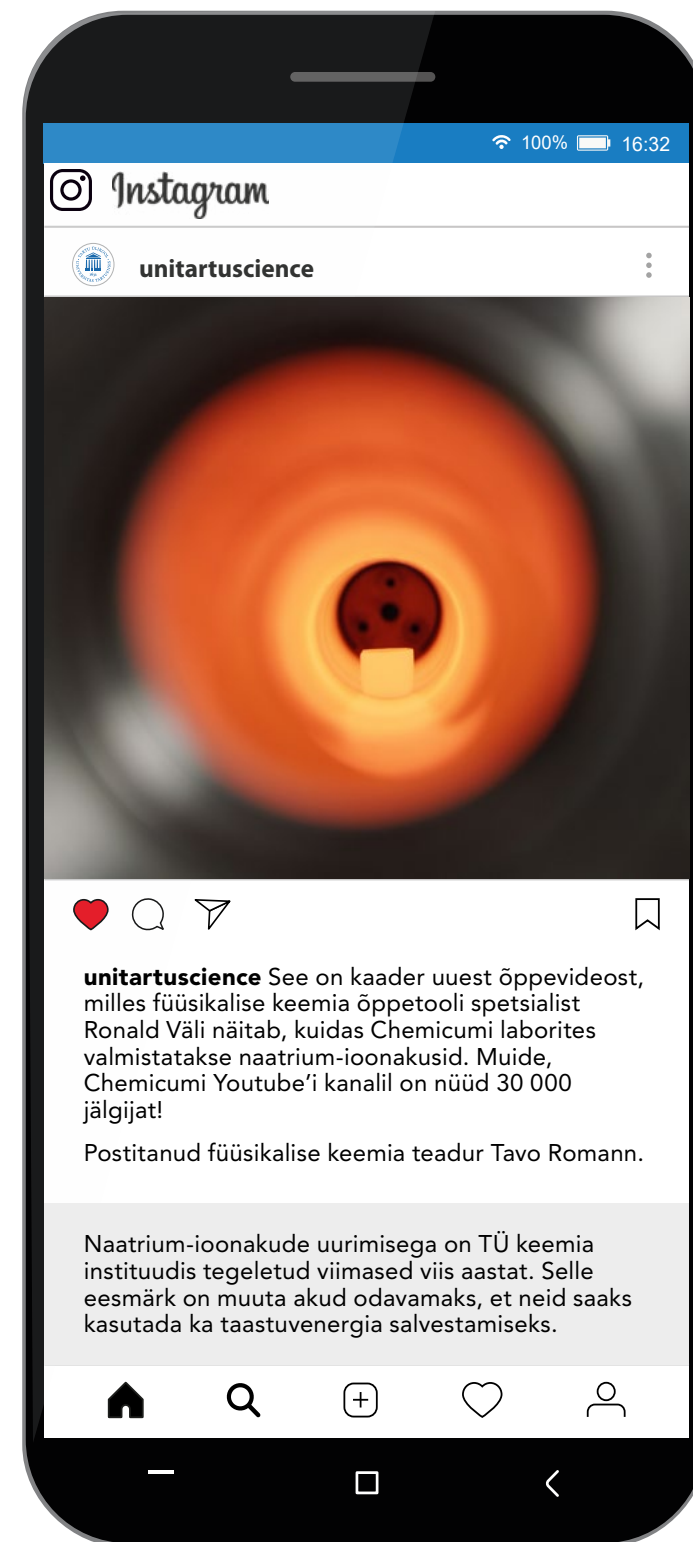 100% 16:32
Instagram
unitartuscience
unitartuscience See on kaader uuest õppevideost,
milles füüsikalise keemia õppetooli spetsialist
Ronald Väli näitab, kuidas Chemicumi laborites
valmistatakse naatrium-ioonakusid. Muide,
Chemicumi Youtube’i kanalil on nüüd 30 000
jälgijat!
Postitanud füüsikalise keemia teadur Tavo Romann.
Naatrium-ioonakude uurimisega on TÜ keemia
instituudis tegeletud viimased viis aastat. Selle
eesmärk on muuta akud odavamaks, et neid saaks
kasutada ka taastuvenergia salvestamiseks.